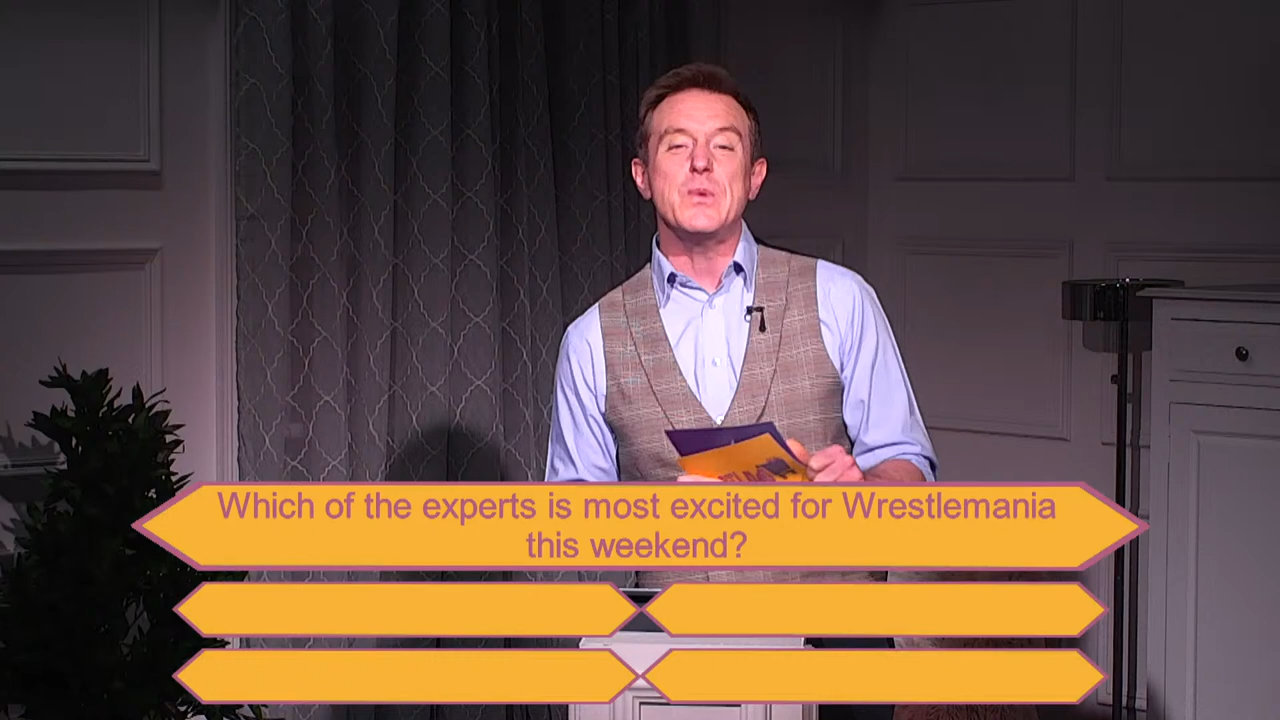 Which of the experts is most excited for Wrestlemania
this weekend?